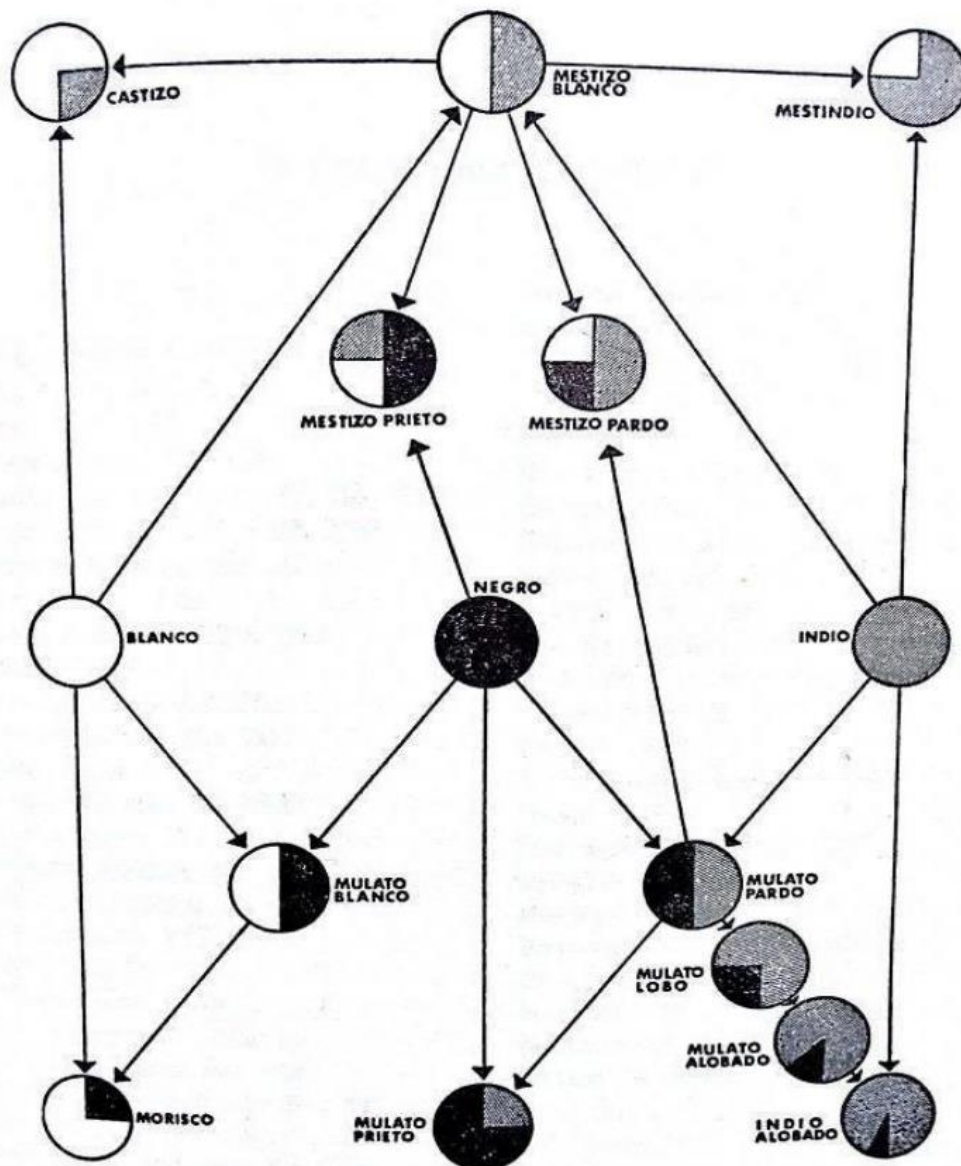 CASTIZO
MESTIZO
BLANCO
MESTINDIO
MESTIZO PRIETO
MESTIZO PARDO
BLANCO
NEGRO
INDIO
MULATO
BLANCO
MULATO
PARDO
MULATO
LOBO
MULATO
ALOBADO
MORISCO
MULATO
PRIETO
INDIO
ALOBADO